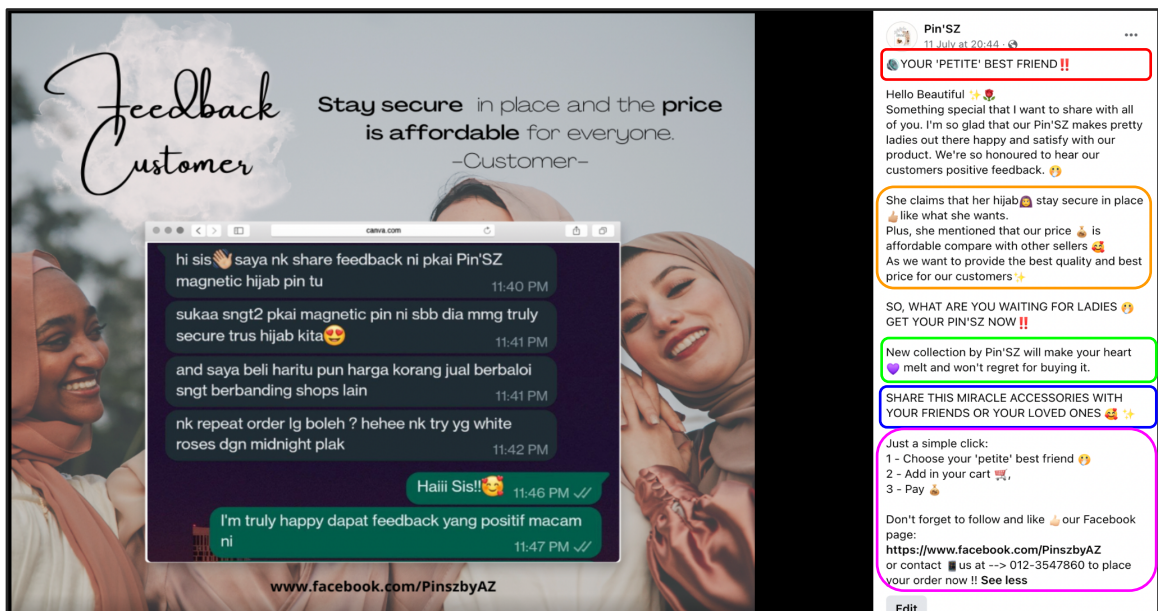 Feedback
Customer
Stay secure in place and the price
is affordable for everyone.
-Customer-
canva.com
hi sis👋 saya nk share feedback ni pkai Pin'SZ
magnetic hijab pin tu
11:40 PM
sukaa sngt2 pkai magnetic pin ni sbb dia mmg truly
secure trus hijab kita😍
11:41 PM
and saya beli haritu pun harga korang jual berbaloi
sngt berbanding shops lain
11:41 PM
nk repeat order lg boleh ? hehee nk try yg white
roses dgn midnight plak
11:42 PM
Haiii Sis!!🥰 11:46 PM
I'm truly happy dapat feedback yang positif macam
ni
11:47 PM
www.facebook.com/PinszbyAZ
Pin'SZ
11 July at 20:44 ·
YOUR 'PETITE' BEST FRIEND‼️
Hello Beautiful ✨🌹
Something special that I want to share with all
of you. I'm so glad that our Pin'SZ makes pretty
ladies out there happy and satisfy with our
product. We're so honoured to hear our
customers positive feedback. 🤭
She claims that her hijab🧕 stay secure in place
👍🏻like what she wants.
Plus, she mentioned that our price 💰 is
affordable compare with other sellers 🥰
As we want to provide the best quality and best
price for our customers✨
SO, WHAT ARE YOU WAITING FOR LADIES 🤭
GET YOUR PIN'SZ NOW‼️
New collection by Pin'SZ will make your heart
💜 melt and won't regret for buying it.
SHARE THIS MIRACLE ACCESSORIES WITH
YOUR FRIENDS OR YOUR LOVED ONES 🥰 ✨
Just a simple click:
1 - Choose your 'petite' best friend 🤭
2 - Add in your cart 🛒,
3 - Pay 💰
Don't forget to follow and like 👍🏻our Facebook
page:
https://www.facebook.com/PinszbyAZ
or contact 📱us at --> 012-3547860 to place
your order now !! See less
Edit